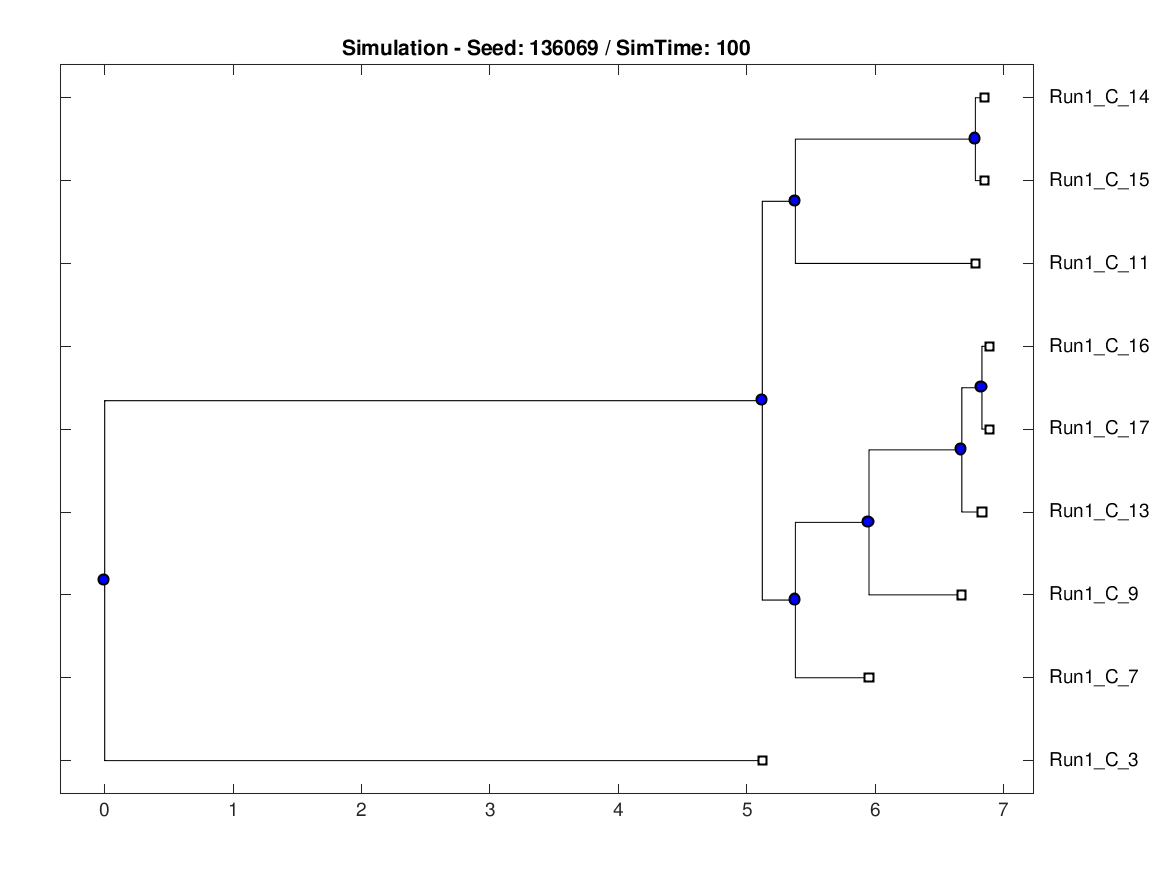 Simulation - Seed: 136069 / SimTime: 100
Run1_C_14
Run1_C_15
Run1_C_11
Run1_C_16
Run1_C_17
Run1_C_13
Run1_C_9
Run1_C_7
Run1_C_3
0 1 2 3 4 5 6 7